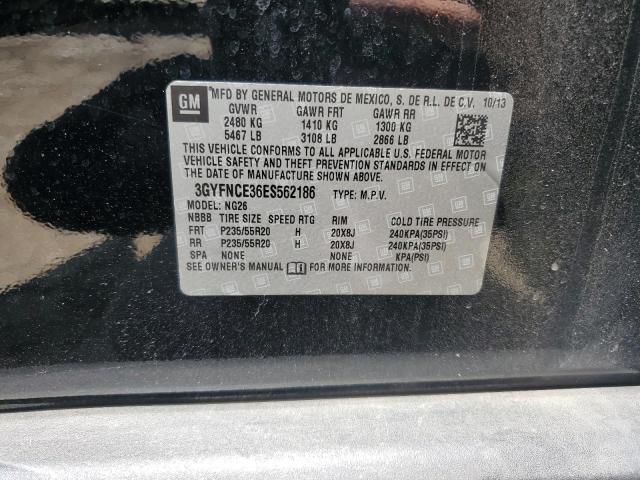 GM
MFD BY GENERAL MOTORS DE MEXICO, S. DE R.L. DE C.V. 10/13
GVWR GAWR FRT GAWR RR
2480 KG 1410 KG 1300 KG
5467 LB 3108 LB 2866 LB
THIS VEHICLE CONFORMS TO ALL APPLICABLE U.S. FEDERAL MOTOR
VEHICLE SAFETY AND THEFT PREVENTION STANDARDS IN EFFECT ON
THE DATE OF MANUFACTURE SHOWN ABOVE.
3GYFNCE36ES562186 TYPE: M.P.V.
MODEL: NG26
NBBB TIRE SIZE SPEED RTG RIM COLD TIRE PRESSURE
FRT P235/55R20 H 20X8J 240KPA(35PSI)
RR P235/55R20 H 20X8J 240KPA(35PSI)
SPA NONE NONE KPA(PSI)
SEE OWNER'S MANUAL FOR MORE INFORMATION.